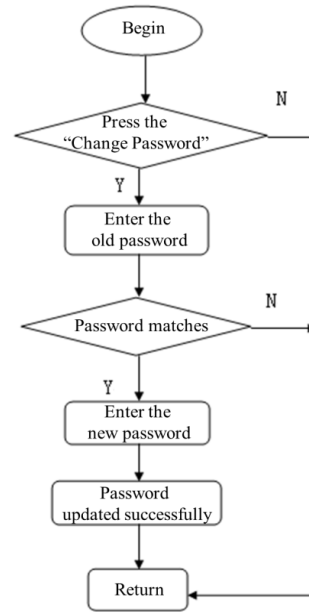 Begin
N
Press the
“Change Password”
Y
Enter the
old password
N
Password matches
Y
Enter the
new password
Password
updated successfully
Return